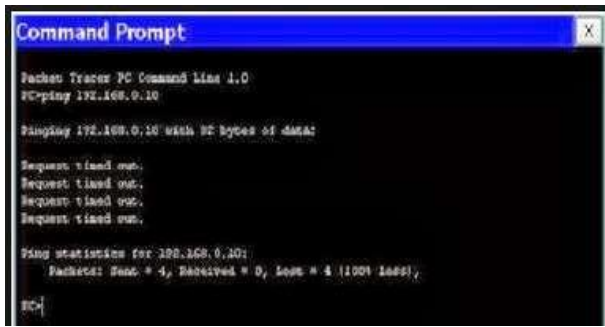 Command Prompt
X
Packet Tracer PC Command Line 1.0
PC>ping 192.168.0.10
Pinging 192.168.0.10 with 32 bytes of data:
Request timed out.
Request timed out.
Request timed out.
Request timed out.
Ping statistics for 192.168.0.10:
Packets: Sent = 4, Received = 0, Lost = 4 (100% loss),
PC>